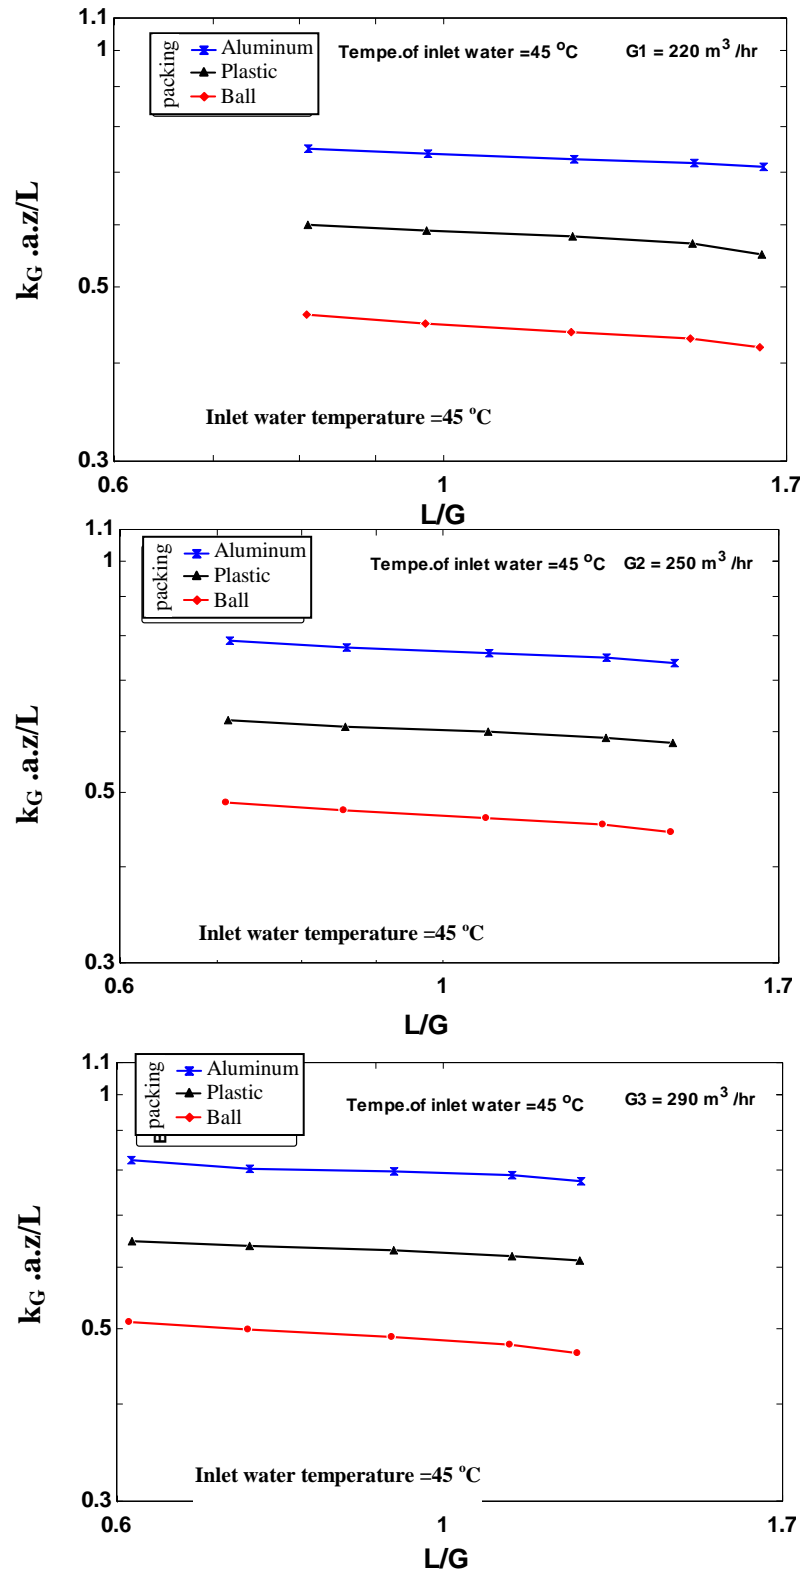 1.1
1
packing
Aluminum
Plastic
Ball
Tempe.of inlet water =45 °C
G1 = 220 m³ /hr
k_G .a.z/L
0.5
Inlet water temperature =45 °C
0.3
0.6
1
1.7
L/G
1.1
1
packing
Aluminum
Plastic
Ball
Tempe.of inlet water =45 °C
G2 = 250 m³ /hr
k_G .a.z/L
0.5
Inlet water temperature =45 °C
0.3
0.6
1
1.7
L/G
1.1
1
packing
Aluminum
Plastic
Ball
Tempe.of inlet water =45 °C
G3 = 290 m³ /hr
k_G .a.z/L
0.5
Inlet water temperature =45 °C
0.3
0.6
1
1.7
L/G